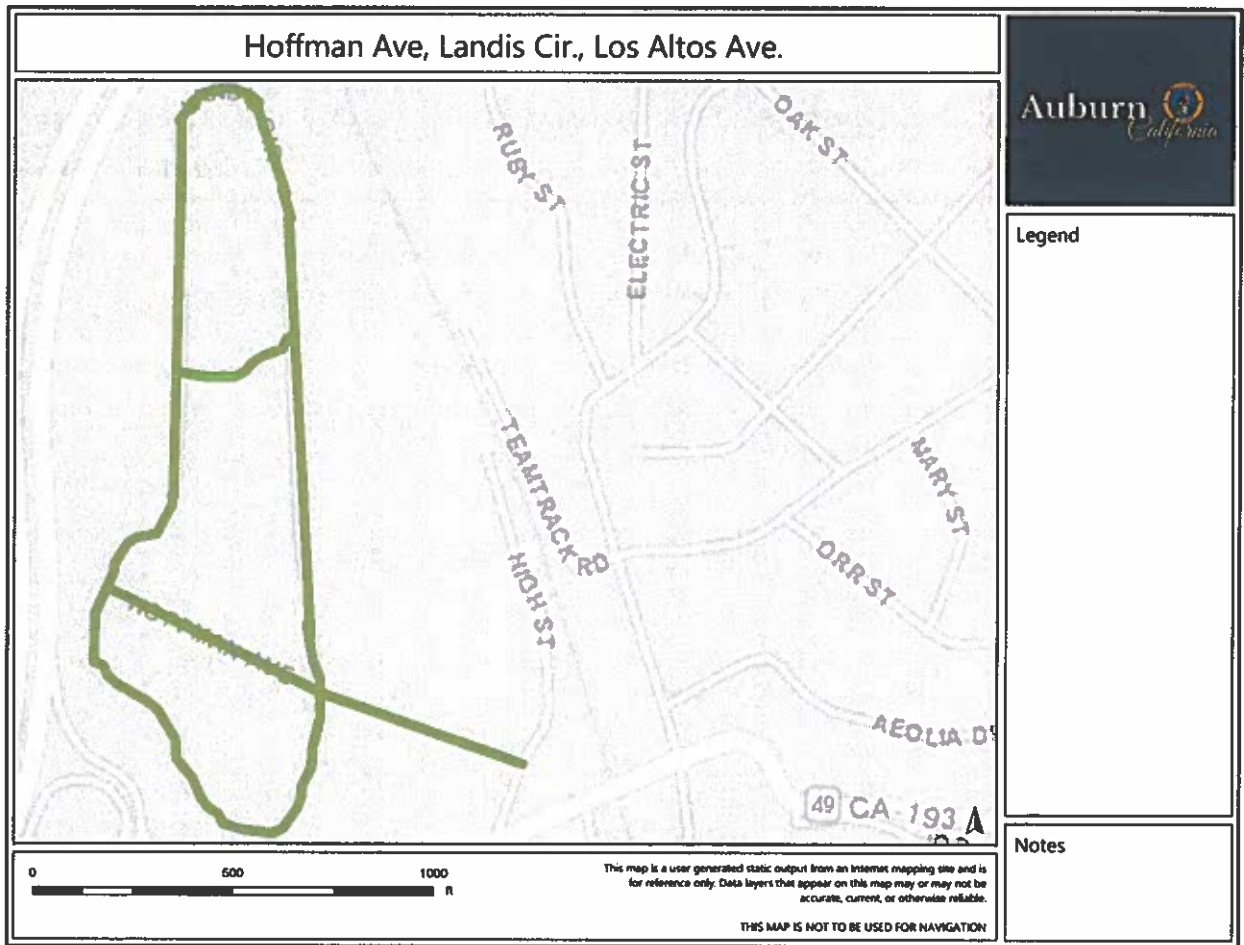 Hoffman Ave, Landis Cir., Los Altos Ave.
Auburn
California
RUBY ST
ELECTRIC ST
OAK ST
TEAMTRACK RD
HIGH ST
MARY ST
ORR ST
AEOLIA D
49 CA 193
Legend
Notes
0 500 1000
ft
This map is a user generated static output from an Internet mapping site and is
for reference only. Data layers that appear on this map may or may not be
accurate, current, or otherwise reliable.
THIS MAP IS NOT TO BE USED FOR NAVIGATION